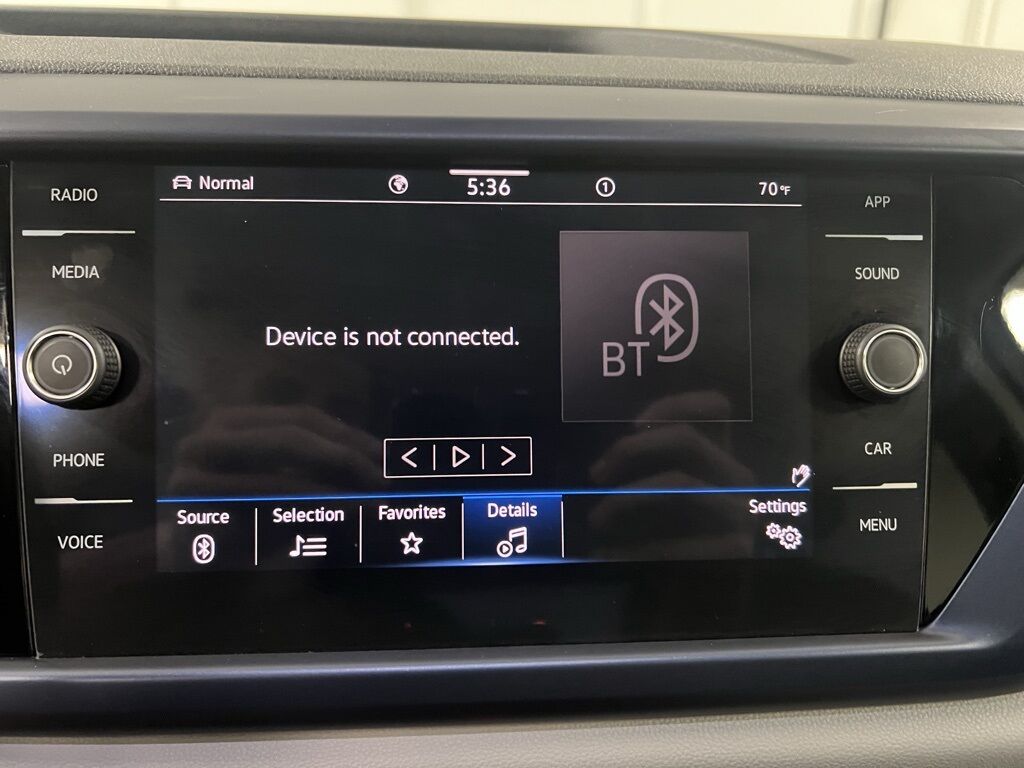 RADIO
MEDIA
PHONE
VOICE
Normal
5:36
1
70°F
Device is not connected.
BT
Source
Selection
Favorites
Details
Settings
APP
SOUND
CAR
MENU